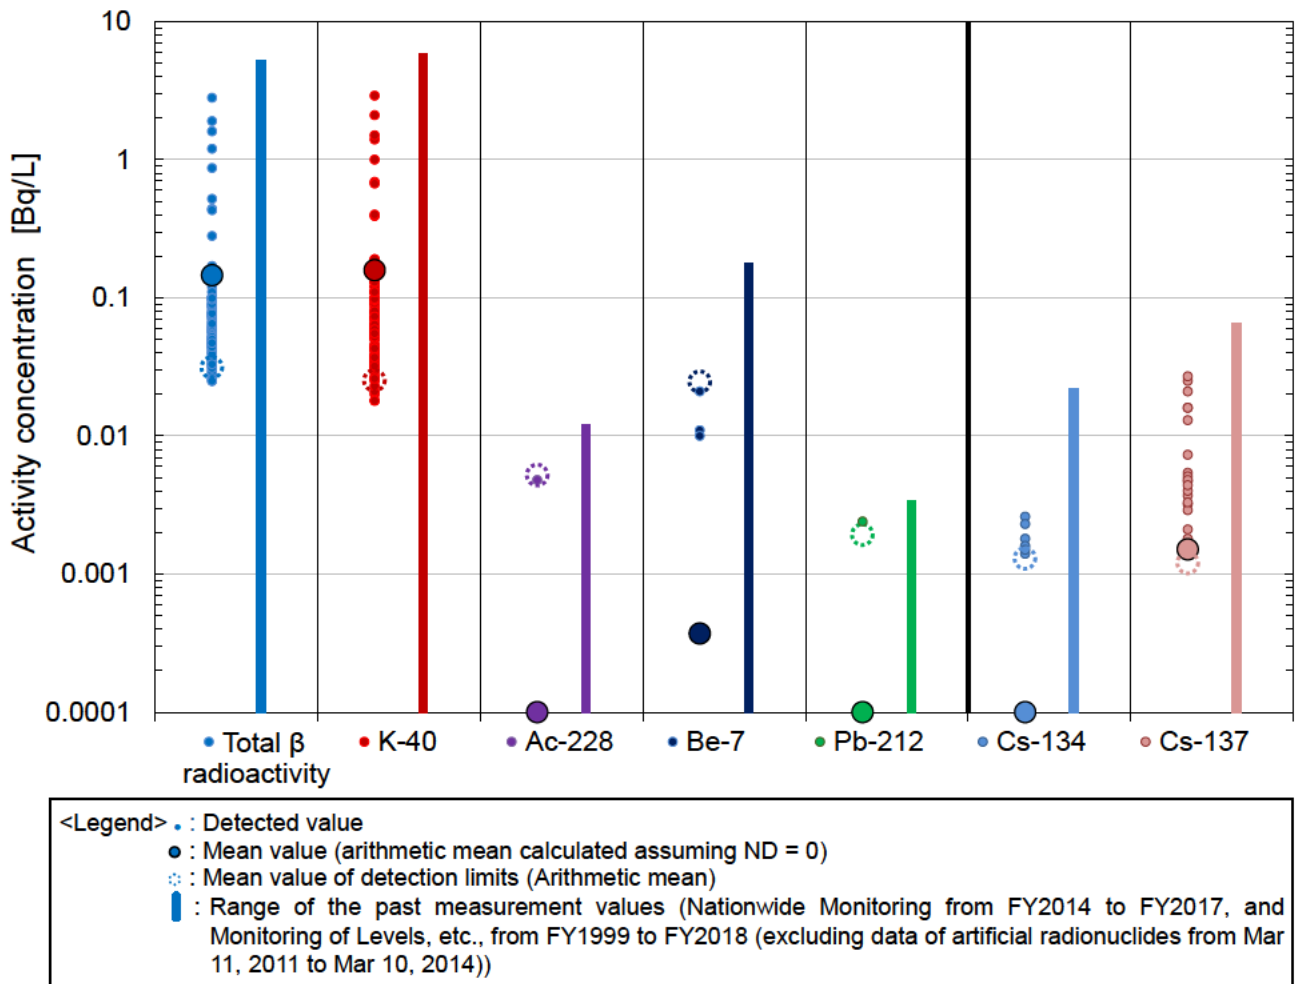 10
1
0.1
0.01
0.001
0.0001
Activity concentration [Bq/L]
Total β
radioactivity
K-40
Ac-228
Be-7
Pb-212
Cs-134
Cs-137
<Legend> : Detected value
: Mean value (arithmetic mean calculated assuming ND = 0)
: Mean value of detection limits (Arithmetic mean)
: Range of the past measurement values (Nationwide Monitoring from FY2014 to FY2017, and
Monitoring of Levels, etc., from FY1999 to FY2018 (excluding data of artificial radionuclides from Mar
11, 2011 to Mar 10, 2014))